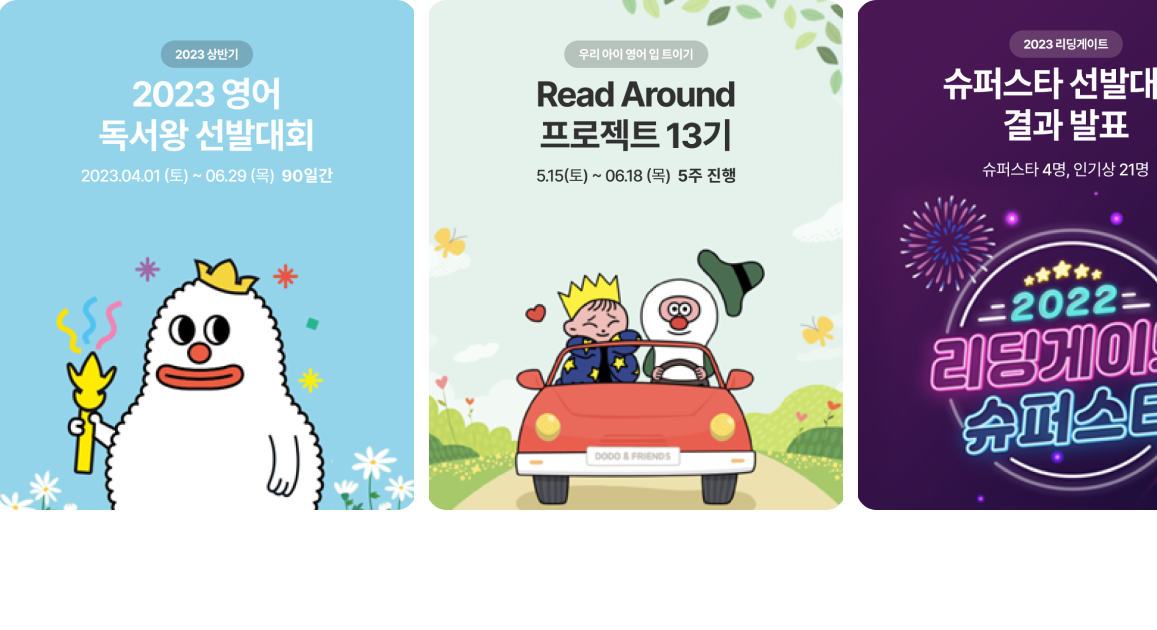 2023 상반기
2023 영어
독서왕 선발대회
2023.04.01 (토) ~ 06.29 (목) 90일간
우리 아이 영어 입 트이기
Read Around
프로젝트 13기
5.15(토) ~ 06.18 (목) 5주 진행
DODO & FRIENDS
2023 리딩게이트
슈퍼스타 선발대
결과 발표
슈퍼스타 4명, 인기상 21명
2022
리딩게이
슈퍼스